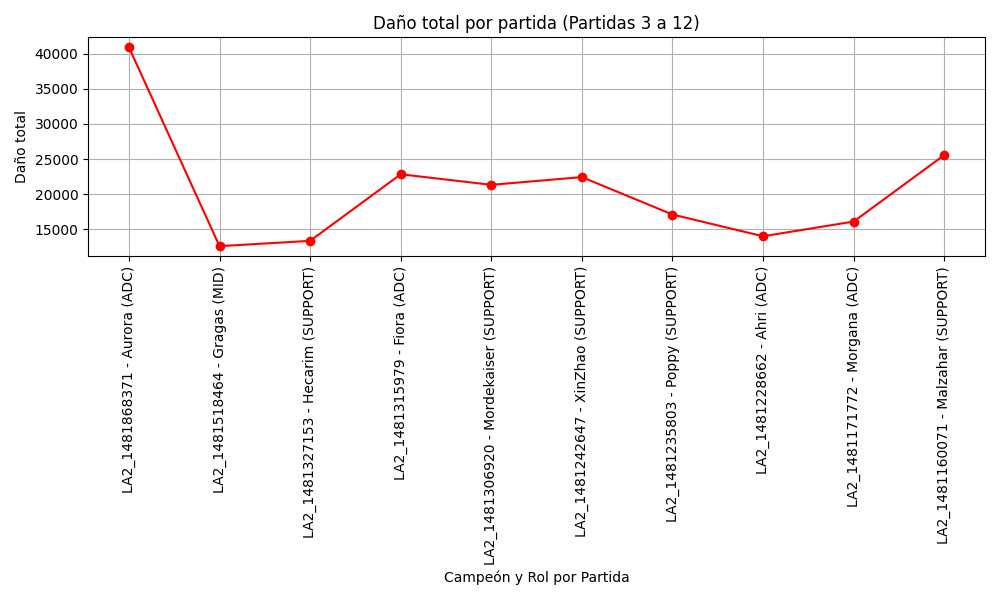 Daño total por partida (Partidas 3 a 12)
Daño total
40000
35000
30000
25000
20000
15000
LA2_1481868371 - Aurora (ADC)
LA2_1481518464 - Gragas (MID)
LA2_1481327153 - Hecarim (SUPPORT)
LA2_1481315979 - Fiora (ADC)
LA2_1481306920 - Mordekaiser (SUPPORT)
LA2_1481242647 - XinZhao (SUPPORT)
LA2_1481235803 - Poppy (SUPPORT)
LA2_1481228662 - Ahri (ADC)
LA2_1481171772 - Morgana (ADC)
LA2_1481160071 - Malzahar (SUPPORT)
Campeón y Rol por Partida